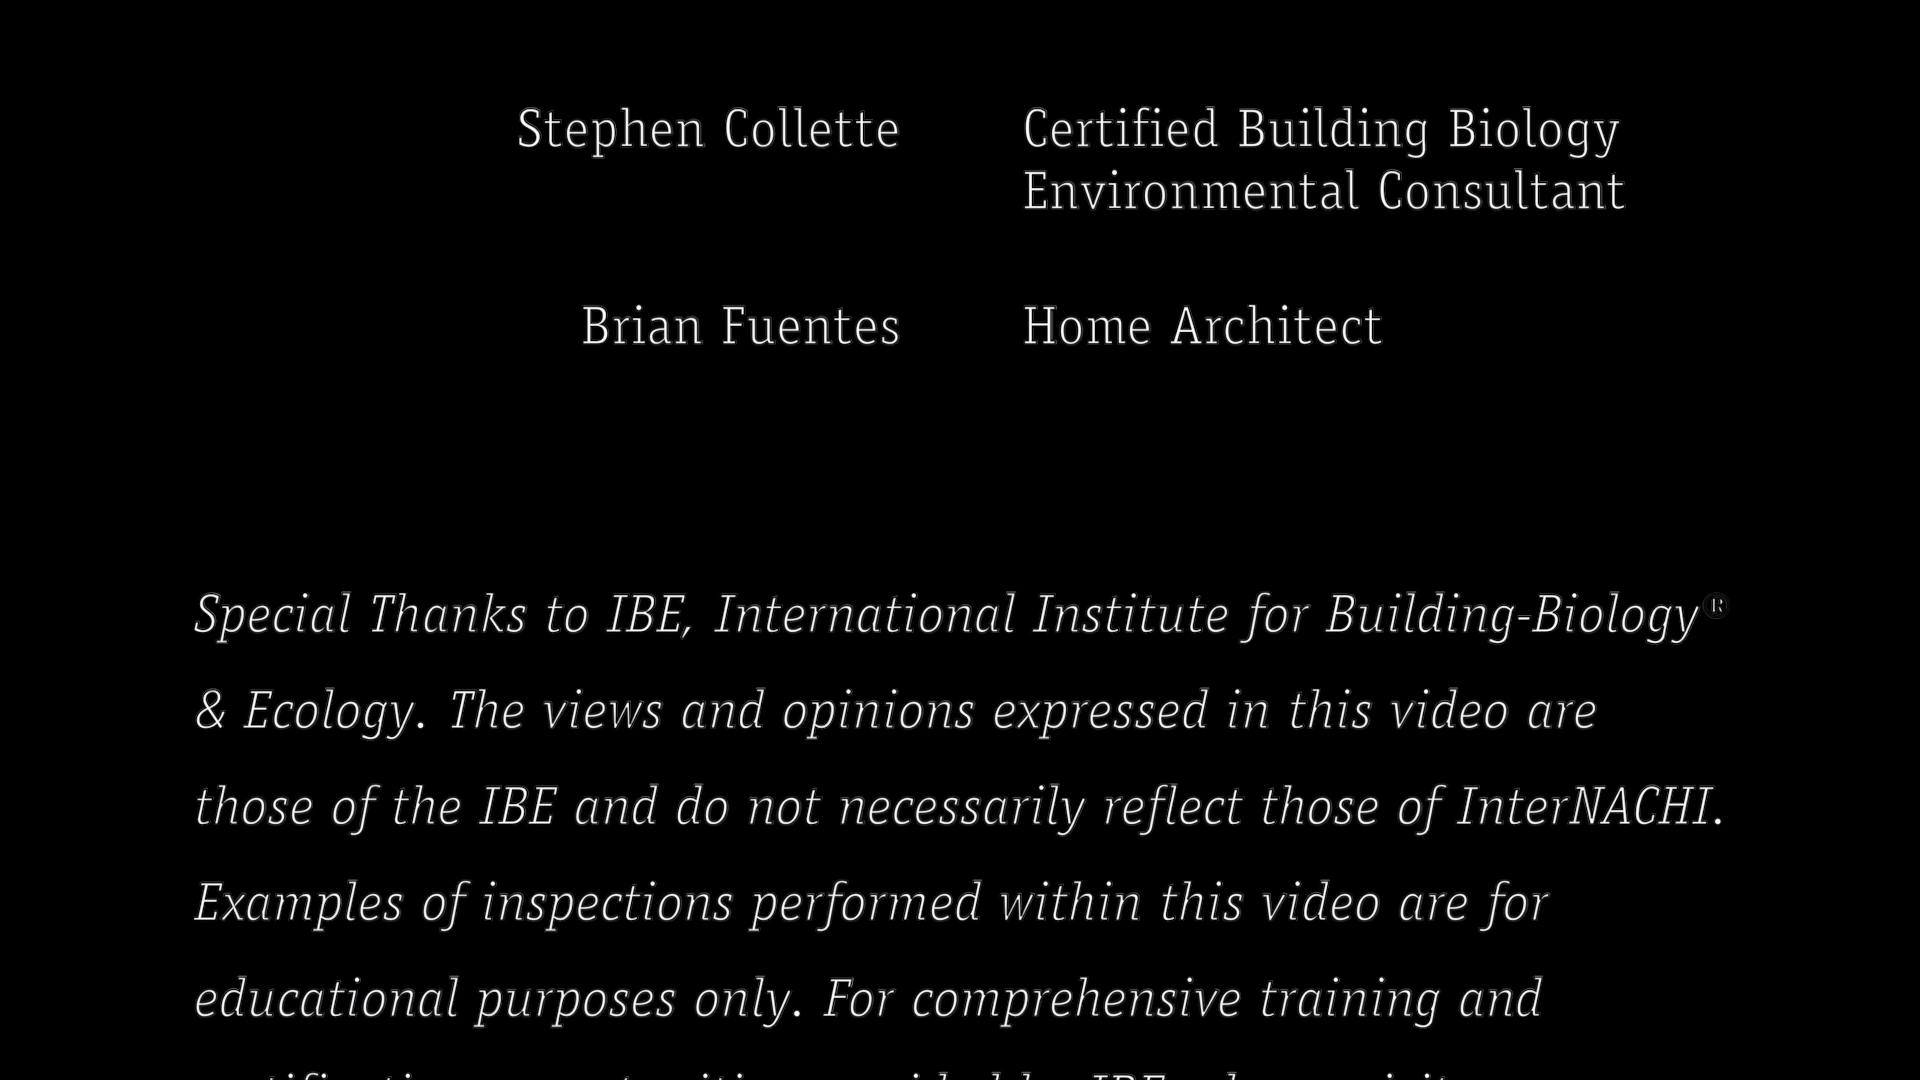 Stephen Collette Certified Building Biology
Environmental Consultant
Brian Fuentes Home Architect
Special Thanks to IBE, International Institute for Building-Biology®
& Ecology. The views and opinions expressed in this video are
those of the IBE and do not necessarily reflect those of InterNACHI.
Examples of inspections performed within this video are for
educational purposes only. For comprehensive training and